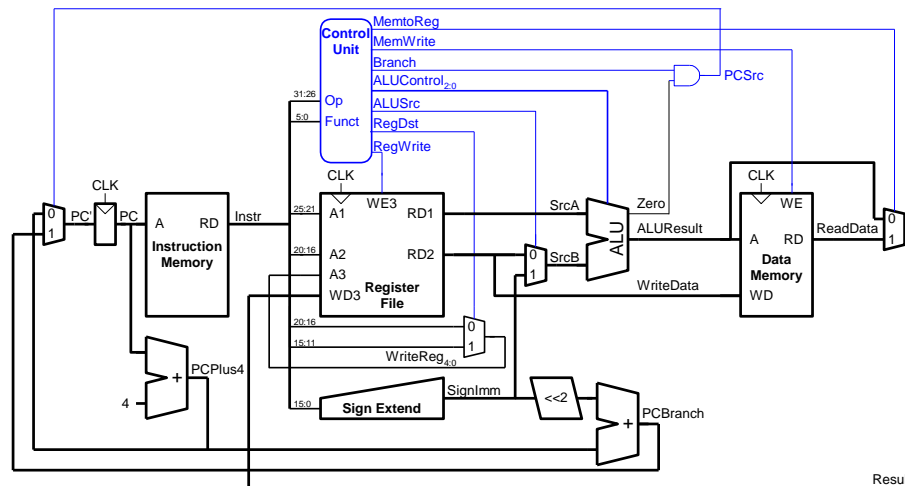 MemtoReg
Control
Unit
MemWrite
Branch
ALUControl2:0
PCSrc
31:26
Op
ALUSrc
5:0
Funct
RegDst
RegWrite
CLK
CLK
CLK
0
1
PC'
PC
A
RD
Instr
Instruction
Memory
25:21
A1
WE3
RD1
SrcA
Zero
WE
0
1
20:16
A2
RD2
0
1
SrcB
ALU
ALUResult
A
RD
ReadData
A3
Data
Memory
WD3
Register
File
WriteData
WD
20:16
0
15:11
1
WriteReg4:0
PCPlus4
+
4
SignImm
15:0
Sign Extend
<<2
PCBranch
+
Resu